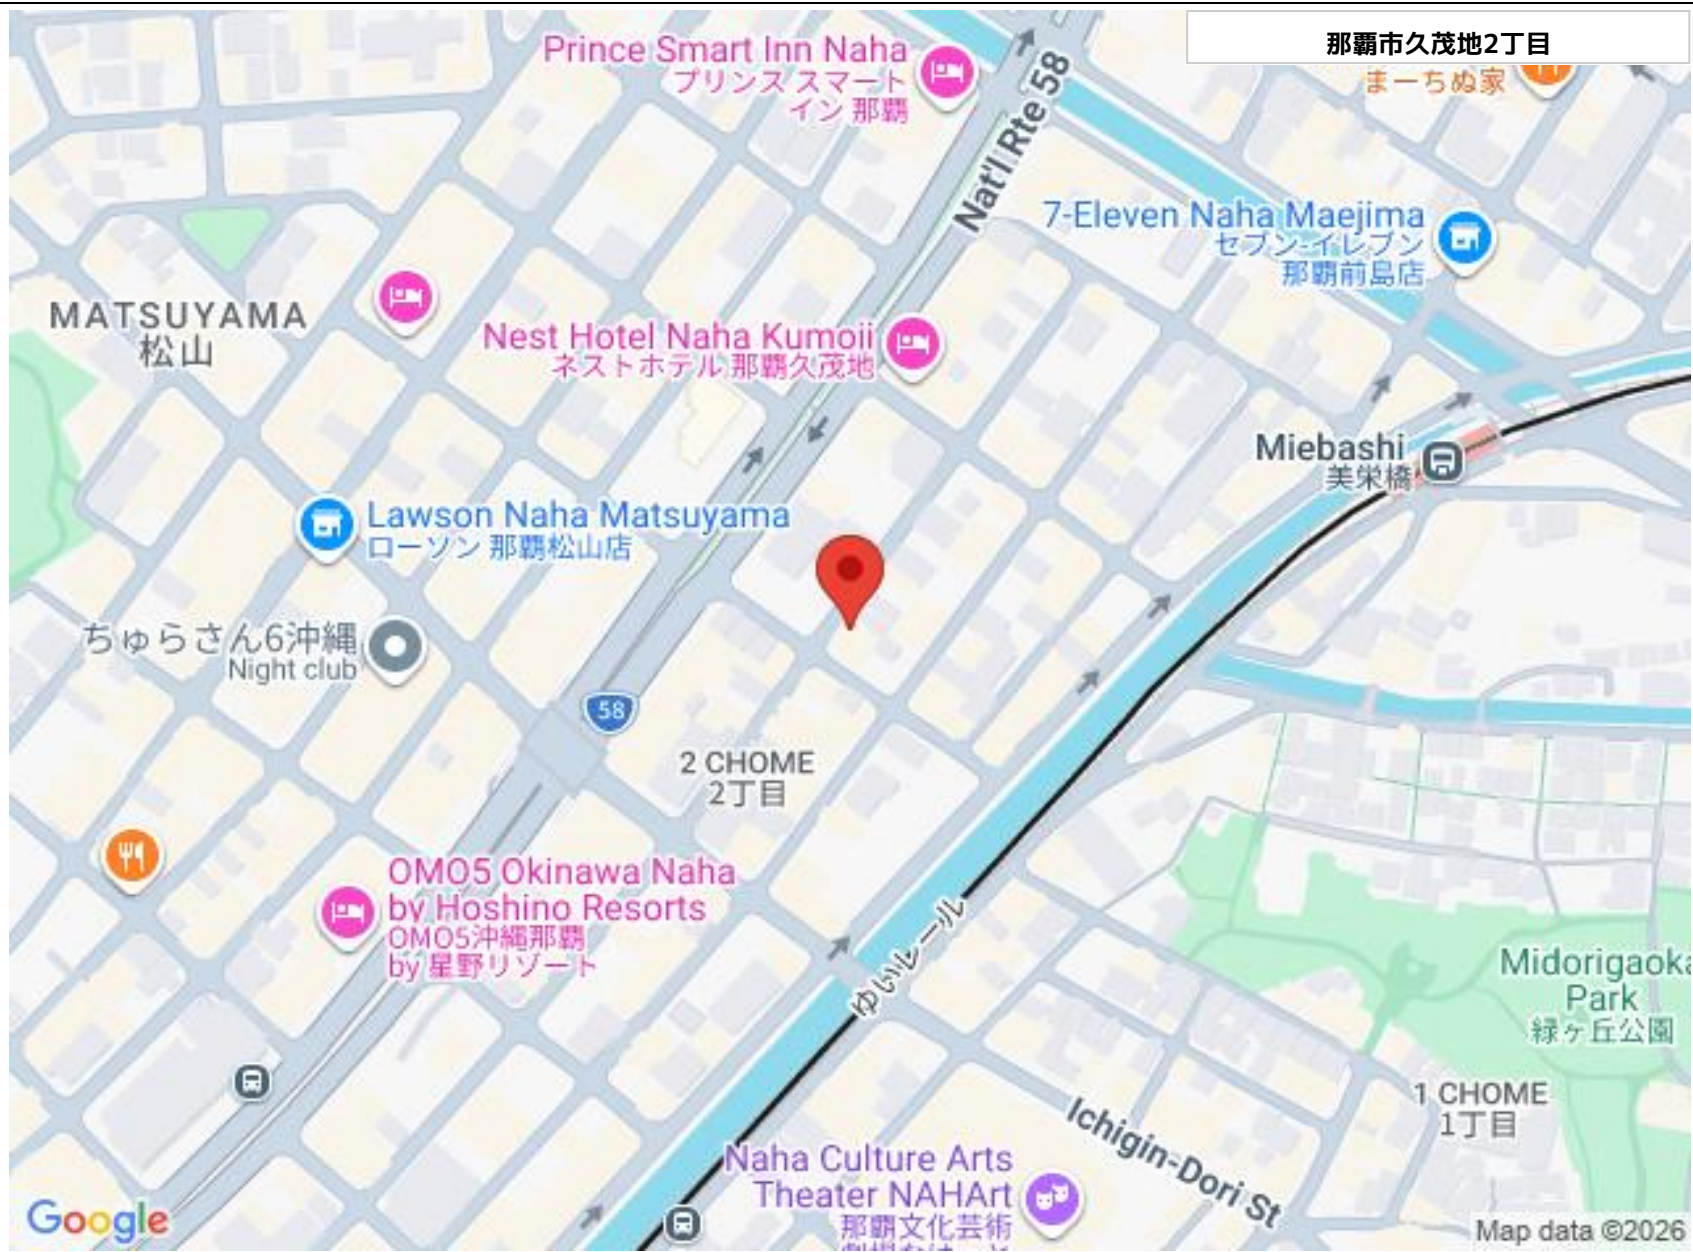 那覇市久茂地2丁目
Prince Smart Inn Naha
プリンス スマート
イン 那覇
まーちぬ家
Nat'l Rte 58
7-Eleven Naha Maejima
セブン-イレブン
那覇前島店
MATSUYAMA
松山
Nest Hotel Naha Kumoji
ネストホテル 那覇久茂地
Miebashi
美栄橋
Lawson Naha Matsuyama
ローソン 那覇松山店
ちゅらさん6沖縄
Night club
58
2 CHOME
2丁目
OMO5 Okinawa Naha
by Hoshino Resorts
OMO5沖縄那覇
by 星野リゾート
ゆいレール
Midorigaoka
Park
緑ヶ丘公園
1 CHOME
1丁目
Ichigin-Dori St
Naha Culture Arts
Theater NAHArt
那覇文化芸術
Google
Map data ©2026